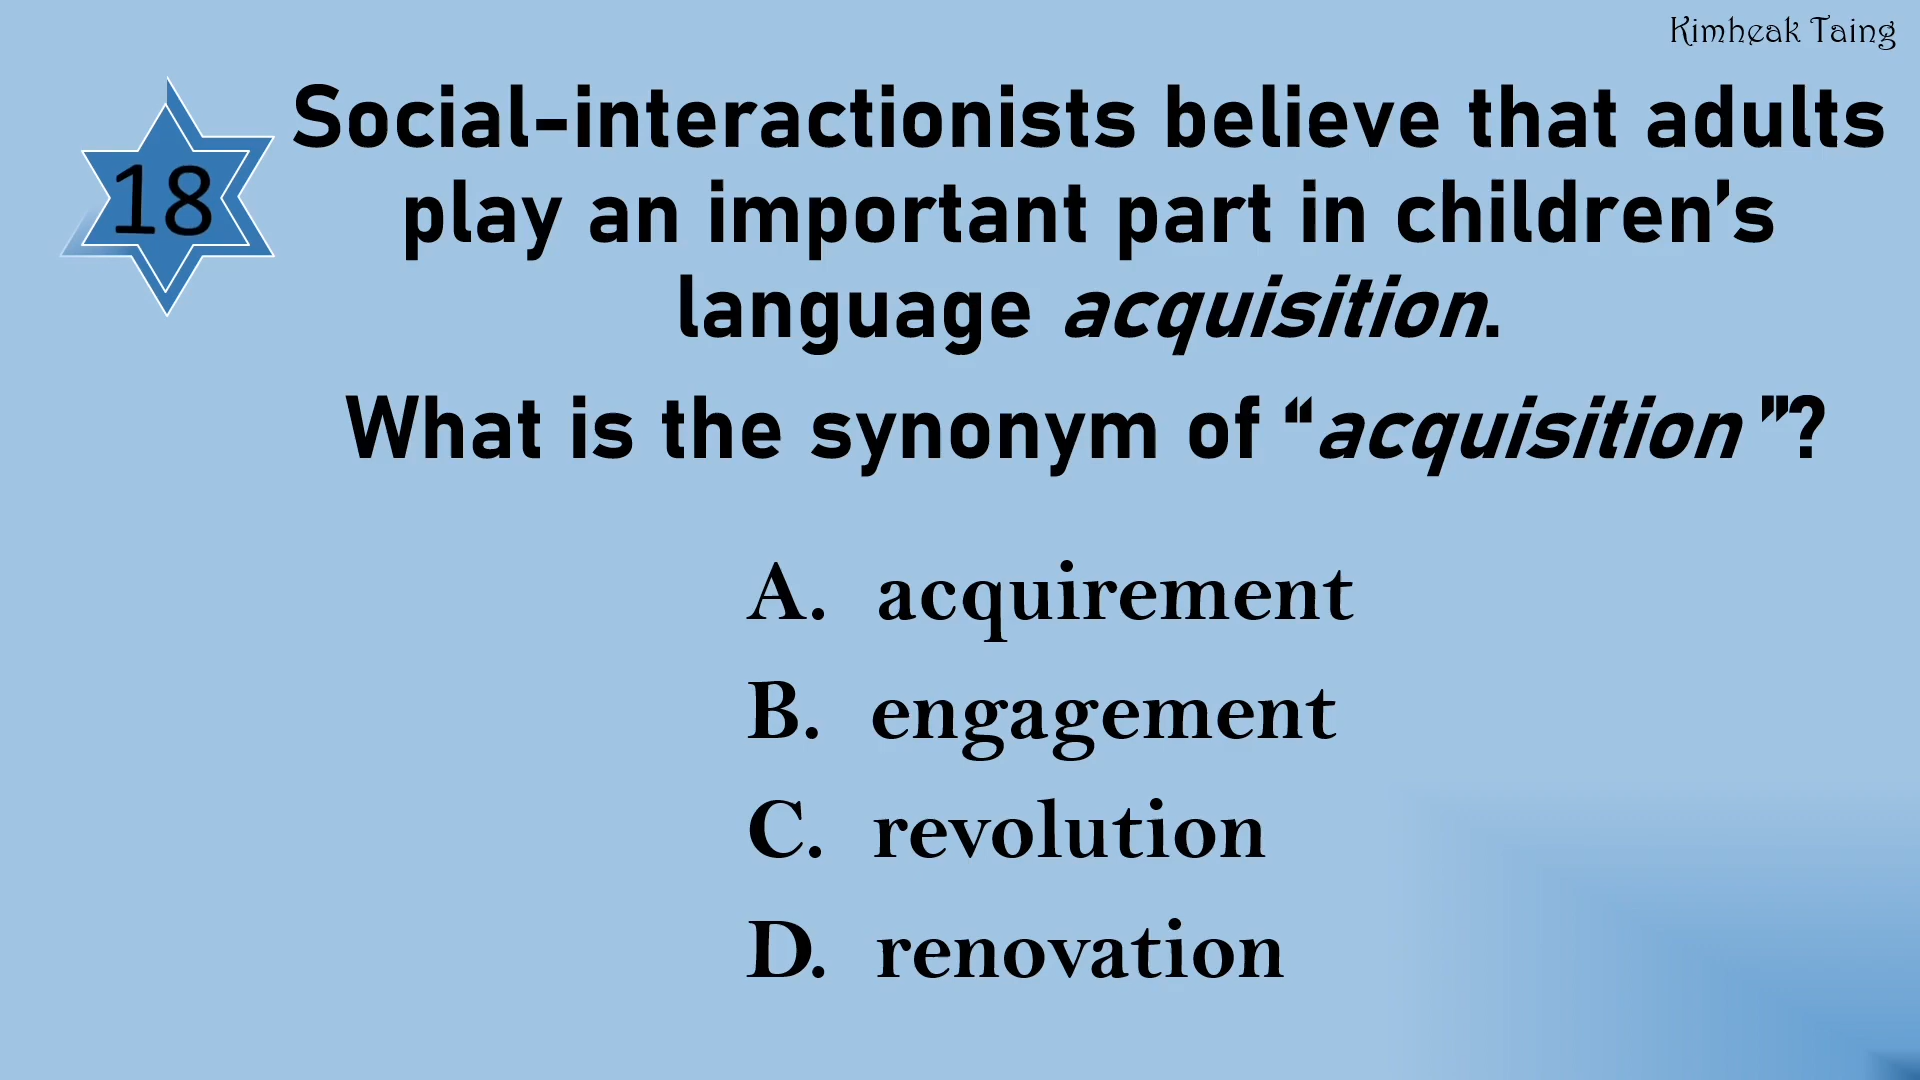 Kimheak Taing
18
Social-interactionists believe that adults
play an important part in children’s
language acquisition.
What is the synonym of “acquisition ”?
A. acquirement
B. engagement
C. revolution
D. renovation